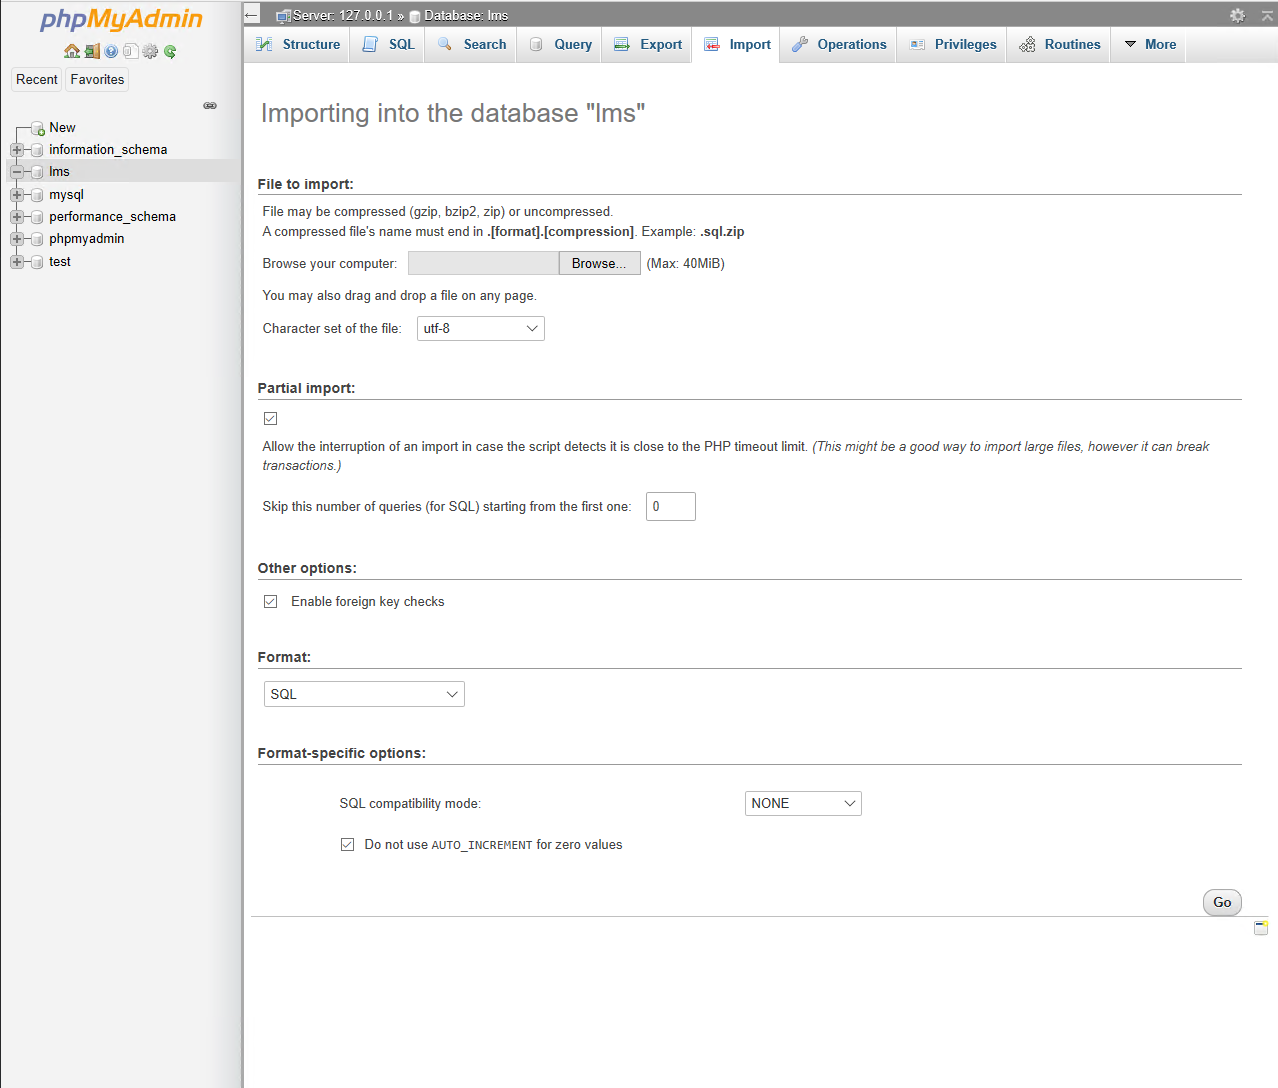 phpMyAdmin
Recent Favorites
New
information_schema
lms
mysql
performance_schema
phpmyadmin
test
Server: 127.0.0.1 » Database: lms
Structure SQL Search Query Export Import Operations Privileges Routines More
Importing into the database "lms"
File to import:
File may be compressed (gzip, bzip2, zip) or uncompressed.
A compressed file's name must end in .[format].[compression]. Example: .sql.zip
Browse your computer: Browse... (Max: 40MiB)
You may also drag and drop a file on any page.
Character set of the file: utf-8
Partial import:
Allow the interruption of an import in case the script detects it is close to the PHP timeout limit. (This might be a good way to import large files, however it can break
transactions.)
Skip this number of queries (for SQL) starting from the first one: 0
Other options:
Enable foreign key checks
Format:
SQL
Format-specific options:
SQL compatibility mode: NONE
Do not use AUTO_INCREMENT for zero values
Go